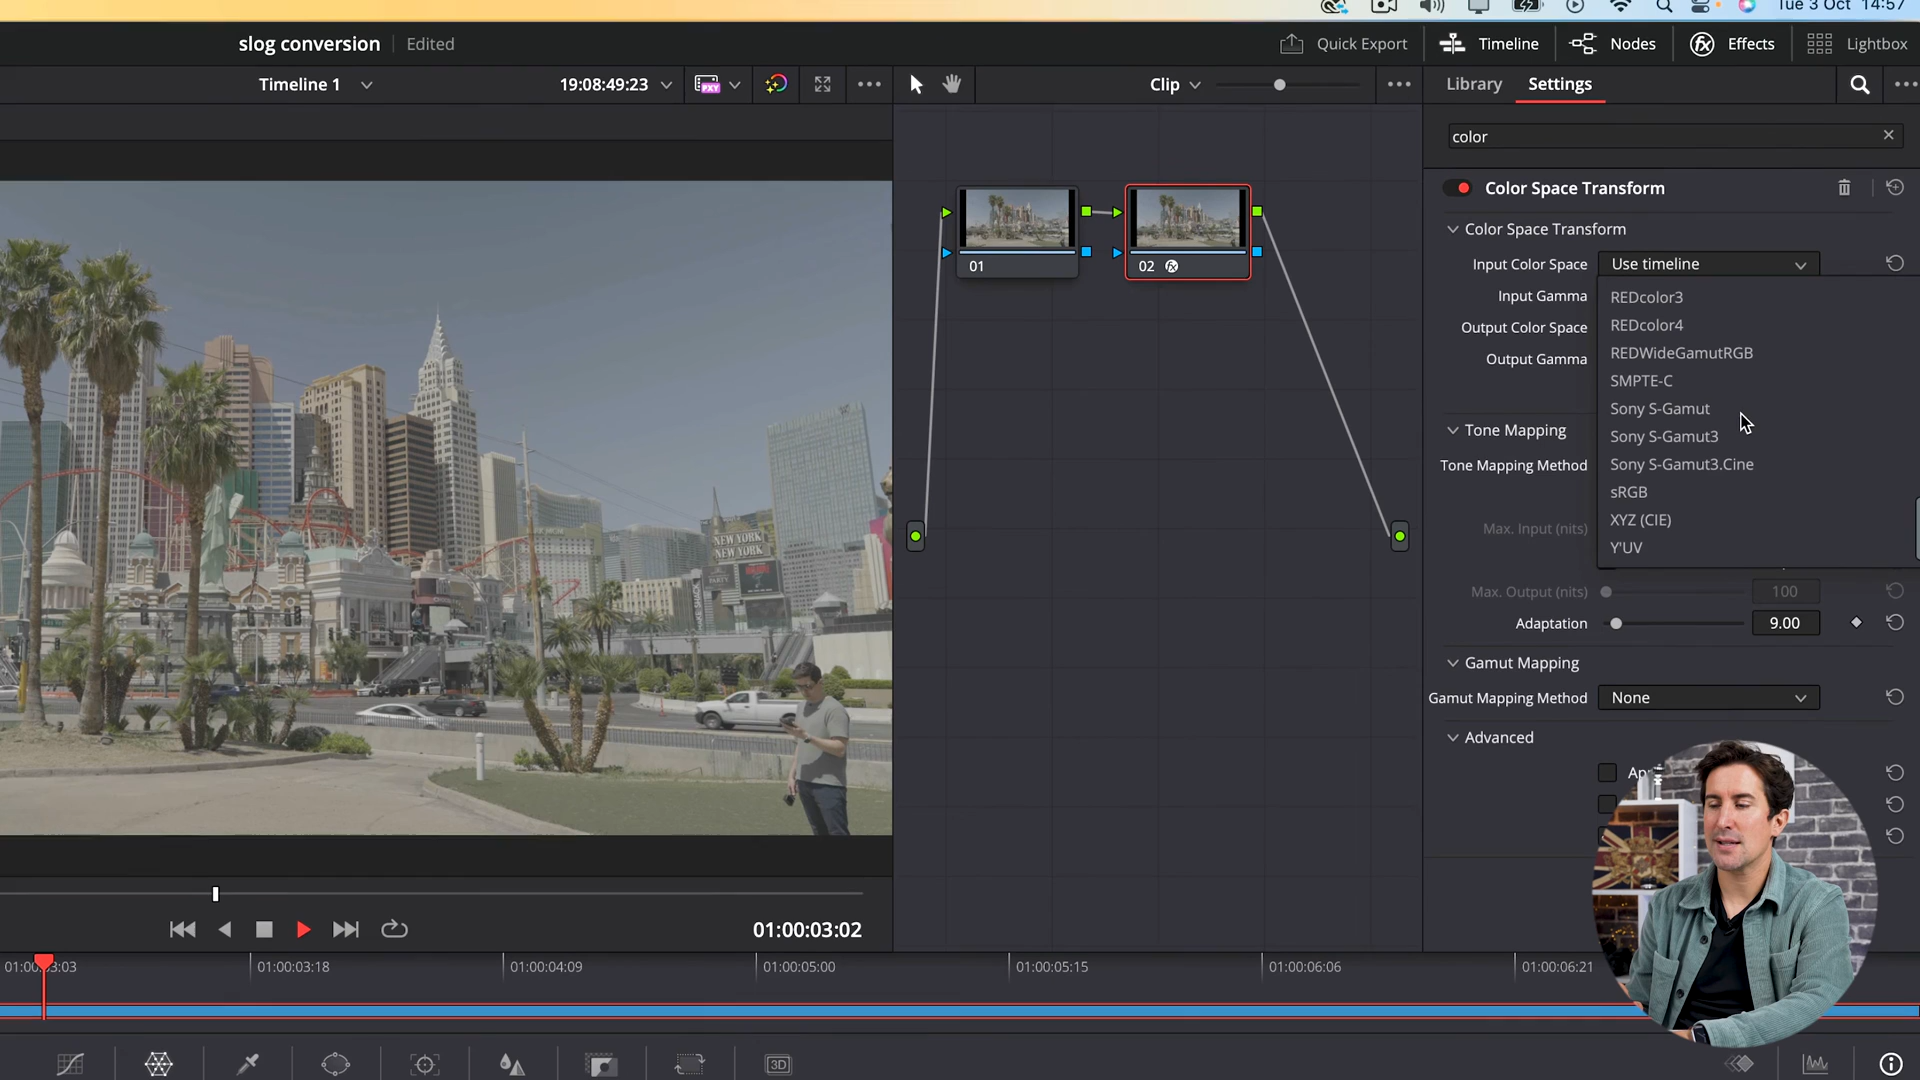 Tue 3 Oct 14:57
slog conversion Edited
Quick Export Timeline Nodes Effects Lightbox
Timeline 1 19:08:49:23 PXY Clip Library Settings
color
Color Space Transform
Color Space Transform
Input Color Space Use timeline
Input Gamma
Output Color Space
Output Gamma
REDcolor3
REDcolor4
REDWideGamutRGB
SMPTE-C
Sony S-Gamut
Sony S-Gamut3
Sony S-Gamut3.Cine
sRGB
XYZ (CIE)
Y'UV
01
02 fx
Tone Mapping
Tone Mapping Method
Max. Input (nits)
Max. Output (nits) 100
Adaptation 9.00
Gamut Mapping
Gamut Mapping Method None
Advanced
NEW YORK
NEW YORK
01:00:03:02
01:00:03:03 01:00:03:18 01:00:04:09 01:00:05:00 01:00:05:15 01:00:06:06 01:00:06:21
3D